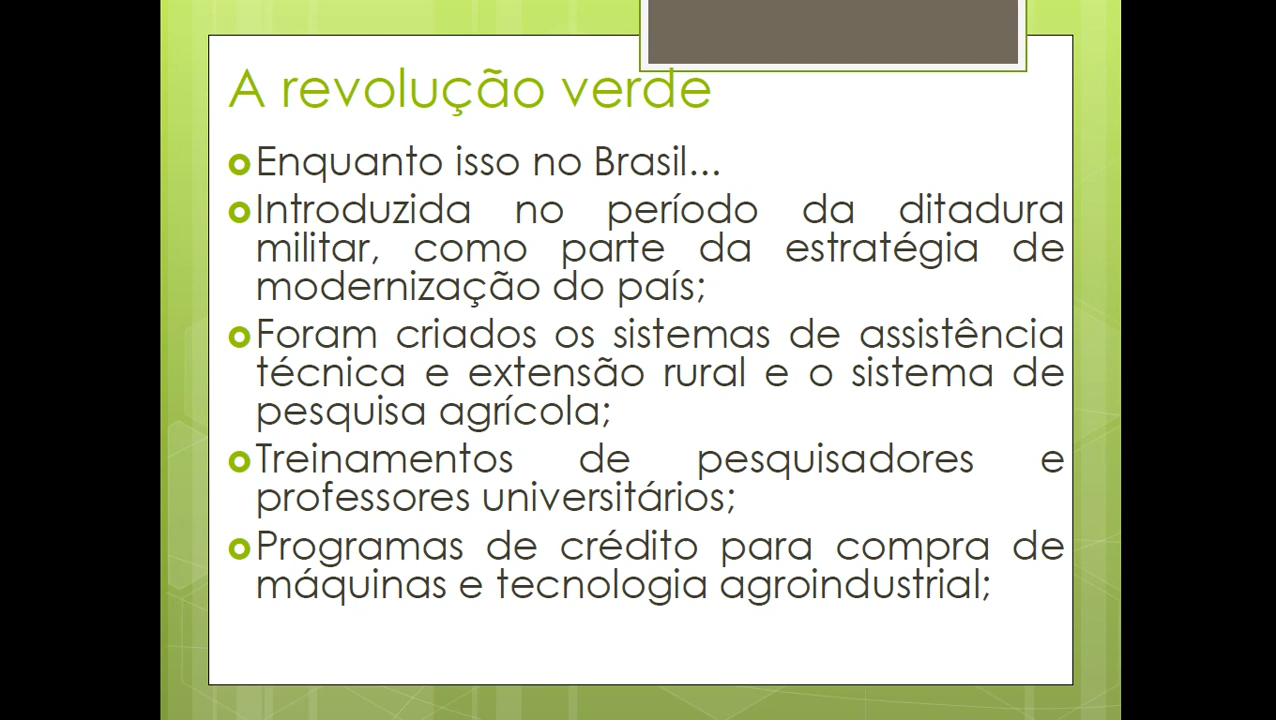 A revolução verde
Enquanto isso no Brasil...
Introduzida no período da ditadura
militar, como parte da estratégia de
modernização do país;
Foram criados os sistemas de assistência
técnica e extensão rural e o sistema de
pesquisa agrícola;
Treinamentos de pesquisadores e
professores universitários;
Programas de crédito para compra de
máquinas e tecnologia agroindustrial;